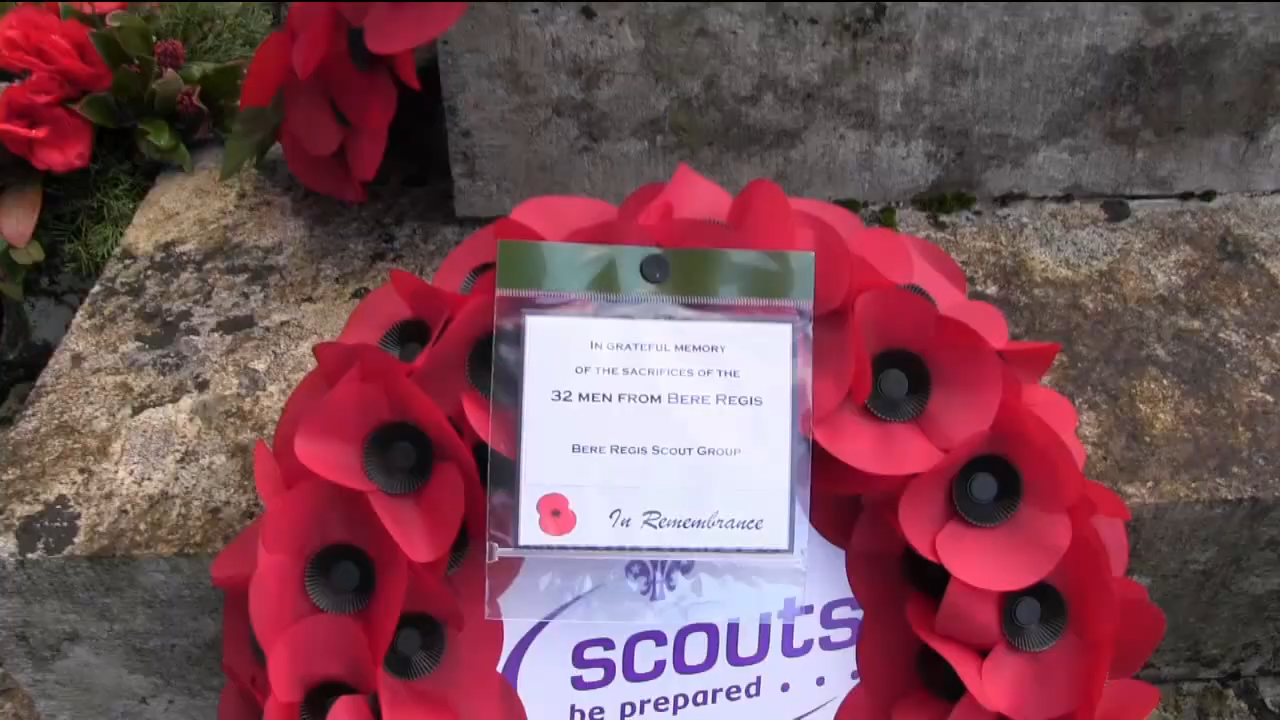 In grateful memory
of the sacrifices of the
32 men from Bere Regis
Bere Regis Scout Group
In Remembrance
scouts
be prepared . . .